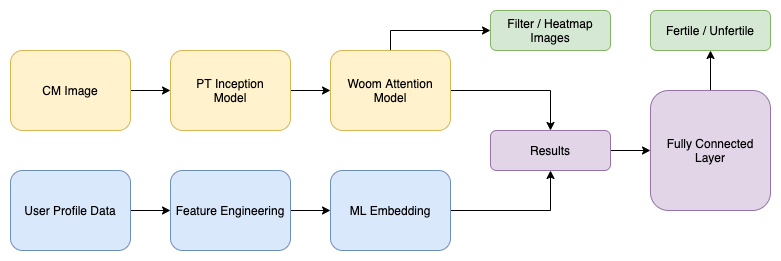 Filter / Heatmap
Images
Fertile / Unfertile
CM Image
PT Inception
Model
Woom Attention
Model
Results
Fully Connected
Layer
User Profile Data
Feature Engineering
ML Embedding